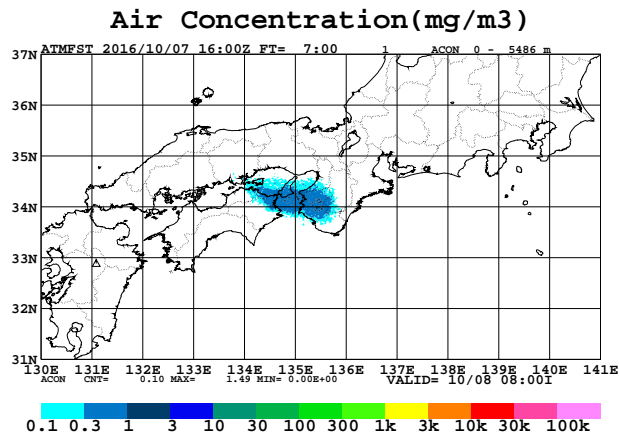 Air Concentration(mg/m3)
ATMFST 2016/10/07 16:00Z FT= 7:00 1 ACON 0 - 5486 m
37N
36N
35N
34N
33N
32N
31N
130E 131E 132E 133E 134E 135E 136E 137E 138E 139E 140E 141E
ACON CNT= 0.10 MAX= 1.49 MIN= 0.00E+00 VALID= 10/08 08:00I
0.1 0.3 1 3 10 30 100 300 1k 3k 10k 30k 100k